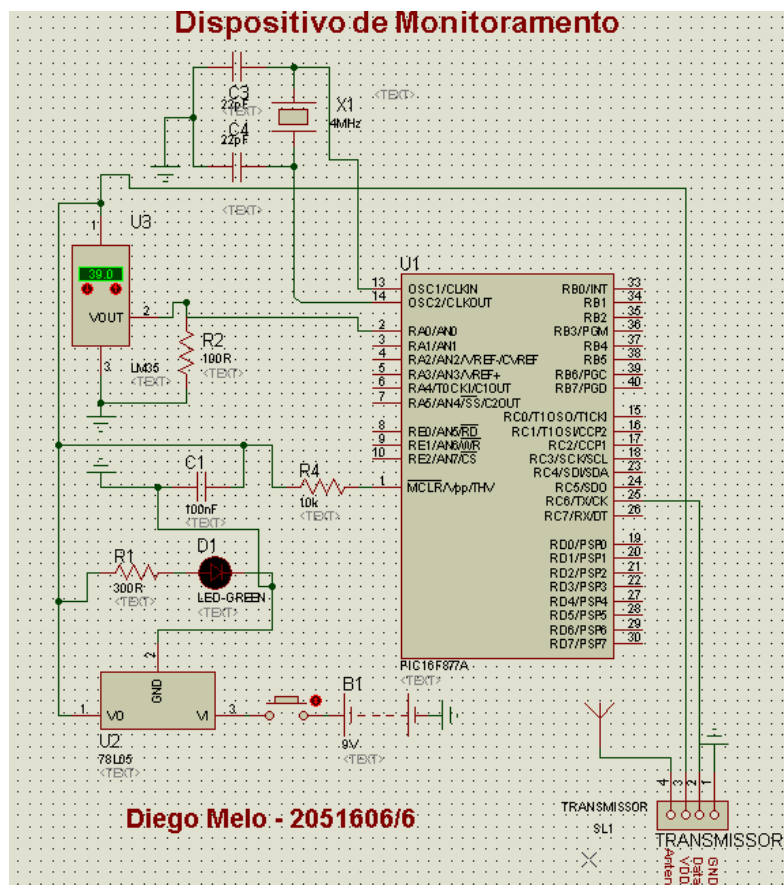 Dispositivo de Monitoramento
C3
22pF
<TEXT>
X1
4MHz
<TEXT>
C4
22pF
<TEXT>
U3
1
39.0
VOUT
2
3
LM35
<TEXT>
R2
100R
<TEXT>
U1
13 OSC1/CLKIN
14 OSC2/CLKOUT
2 RA0/AN0
3 RA1/AN1
4 RA2/AN2/VREF-/CVREF
5 RA3/AN3/VREF+
6 RA4/T0CKI/C1OUT
7 RA5/AN4/SS/C2OUT
8 RE0/AN5/RD
9 RE1/AN6/WR
10 RE2/AN7/CS
1 MCLR/Vpp/THV
RB0/INT 33
RB1 34
RB2 35
RB3/PGM 36
RB4 37
RB5 38
RB6/PGC 39
RB7/PGD 40
RC0/T1OSO/T1CKI 15
RC1/T1OSI/CCP2 16
RC2/CCP1 17
RC3/SCK/SCL 18
RC4/SDI/SDA 23
RC5/SDO 24
RC6/TX/CK 25
RC7/RX/DT 26
RD0/PSP0 19
RD1/PSP1 20
RD2/PSP2 21
RD3/PSP3 22
RD4/PSP4 27
RD5/PSP5 28
RD6/PSP6 29
RD7/PSP7 30
PIC16F877A
<TEXT>
C1
100nF
<TEXT>
R4
10k
<TEXT>
R1
300R
<TEXT>
D1
LED-GREEN
<TEXT>
2
GND
1 VO
VI 3
U2
78L05
<TEXT>
B1
9V
<TEXT>
Diego Melo - 2051606/6
TRANSMISSOR
SL1
4 3 2 1
TRANSMISSOR
Anten
VDD
Data
GND